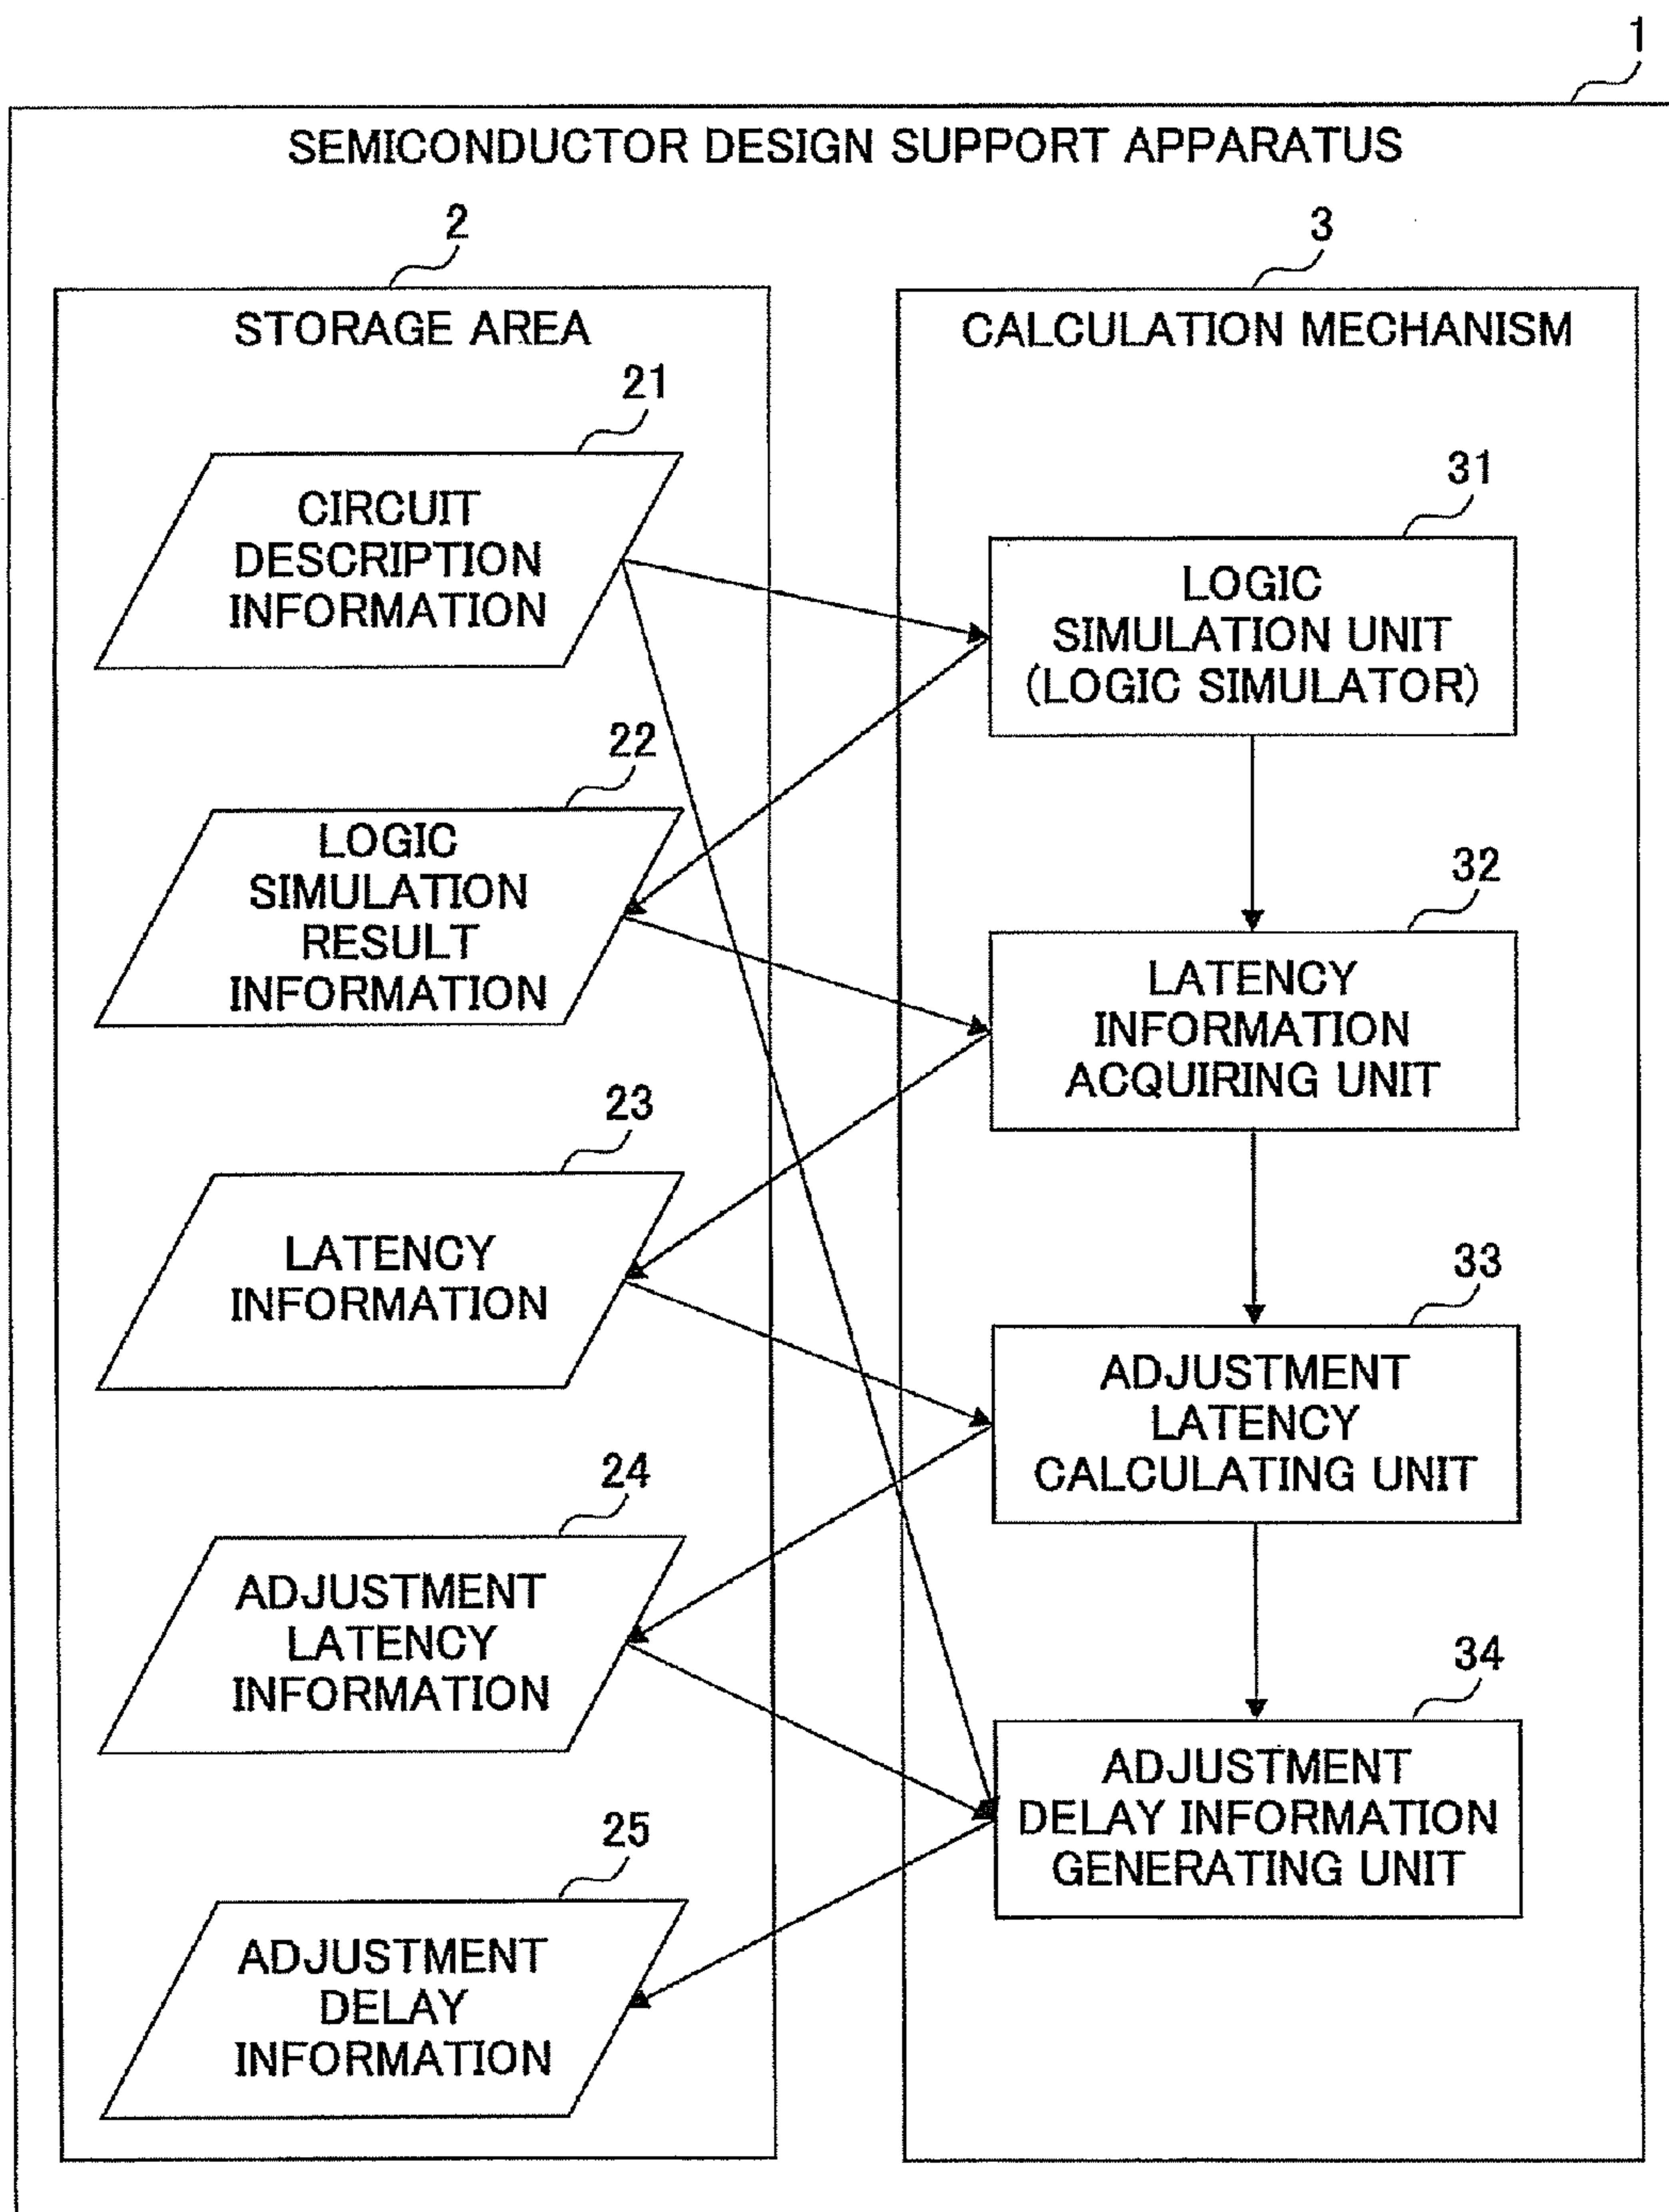 1
SEMICONDUCTOR DESIGN SUPPORT APPARATUS
2
STORAGE AREA
21
CIRCUIT
DESCRIPTION
INFORMATION
22
LOGIC
SIMULATION
RESULT
INFORMATION
23
LATENCY
INFORMATION
24
ADJUSTMENT
LATENCY
INFORMATION
25
ADJUSTMENT
DELAY
INFORMATION
3
CALCULATION MECHANISM
31
LOGIC
SIMULATION UNIT
(LOGIC SIMULATOR)
32
LATENCY
INFORMATION
ACQUIRING UNIT
33
ADJUSTMENT
LATENCY
CALCULATING UNIT
34
ADJUSTMENT
DELAY INFORMATION
GENERATING UNIT